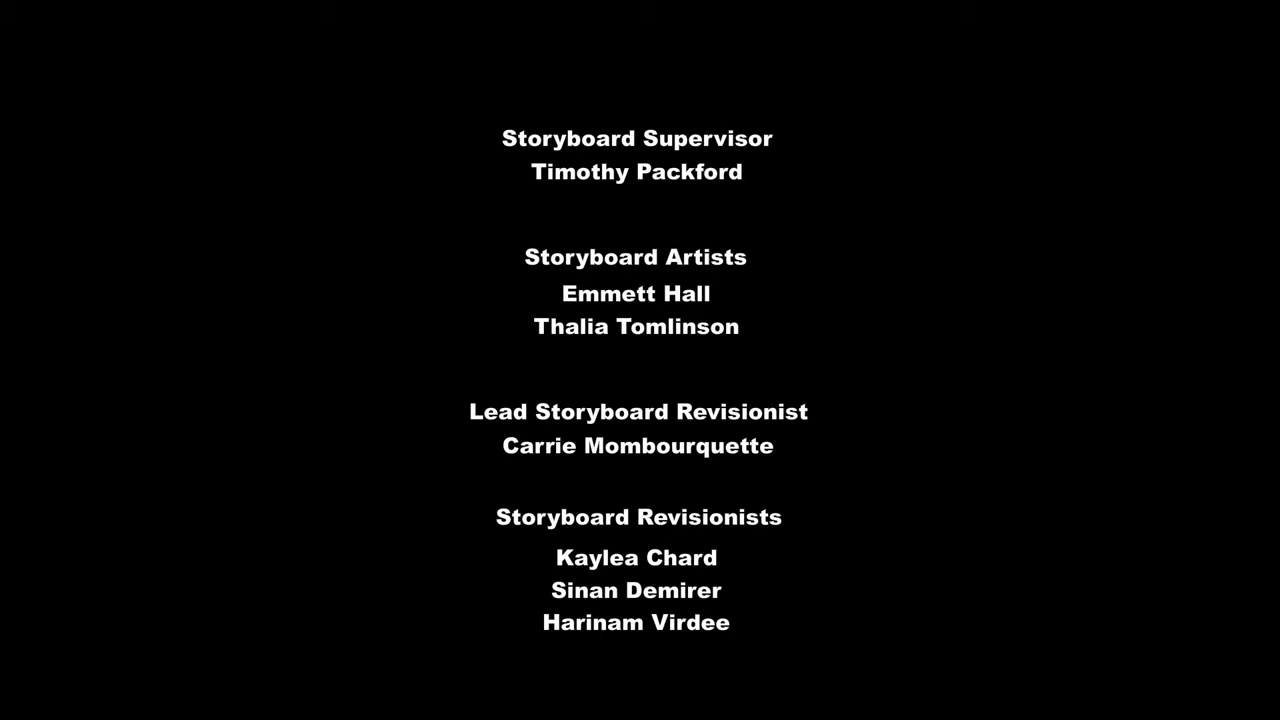 Storyboard Supervisor
Timothy Packford
Storyboard Artists
Emmett Hall
Thalia Tomlinson
Lead Storyboard Revisionist
Carrie Mombourquette
Storyboard Revisionists
Kaylea Chard
Sinan Demirer
Harinam Virdee